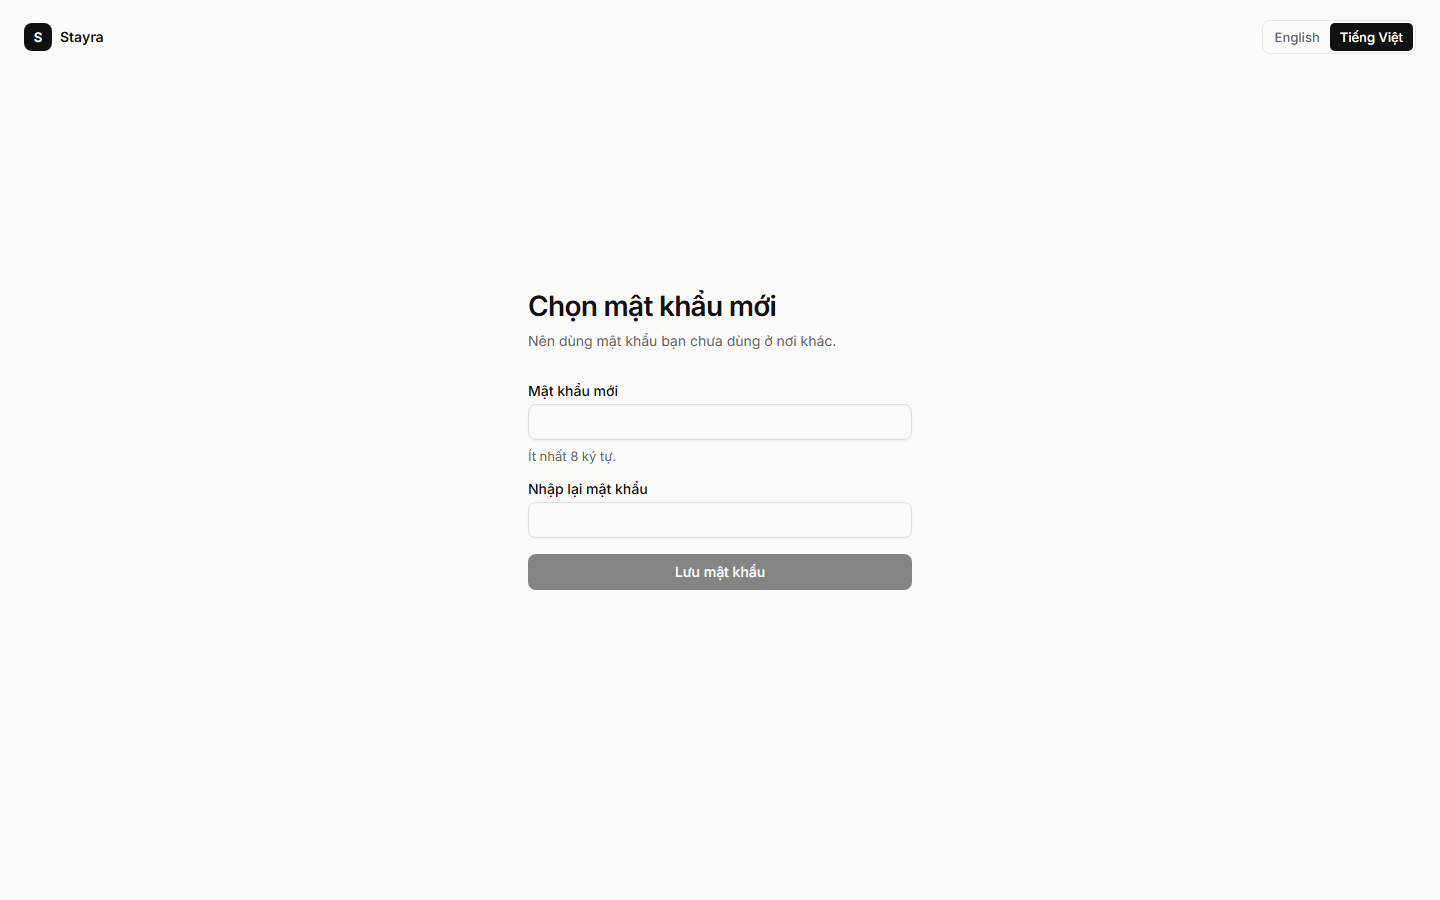 S Stayra
English Tiếng Việt
Chọn mật khẩu mới
Nên dùng mật khẩu bạn chưa dùng ở nơi khác.
Mật khẩu mới
Ít nhất 8 ký tự.
Nhập lại mật khẩu
Lưu mật khẩu